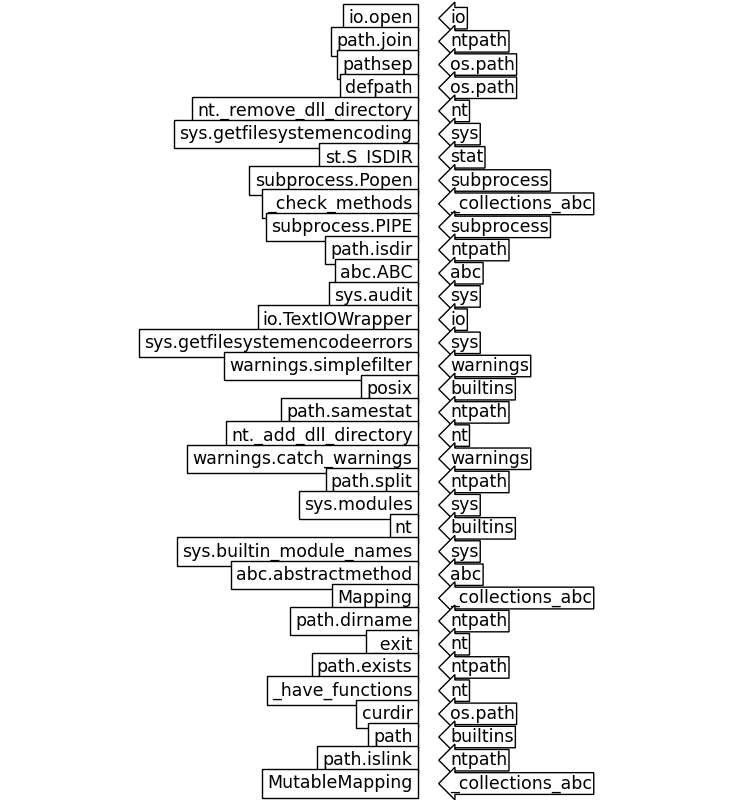 io.open io
path.join ntpath
pathsep os.path
defpath os.path
nt._remove_dll_directory nt
sys.getfilesystemencoding sys
st.S_ISDIR stat
subprocess.Popen subprocess
_check_methods _collections_abc
subprocess.PIPE subprocess
path.isdir ntpath
abc.ABC abc
sys.audit sys
io.TextIOWrapper io
sys.getfilesystemencodeerrors sys
warnings.simplefilter warnings
posix builtins
path.samestat ntpath
nt._add_dll_directory nt
warnings.catch_warnings warnings
path.split ntpath
sys.modules sys
nt builtins
sys.builtin_module_names sys
abc.abstractmethod abc
Mapping _collections_abc
path.dirname ntpath
_exit nt
path.exists ntpath
_have_functions nt
curdir os.path
path builtins
path.islink ntpath
MutableMapping _collections_abc